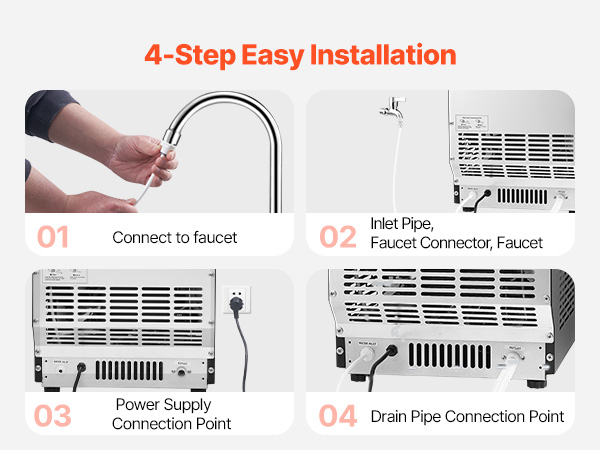 4-Step Easy Installation
01
Connect to faucet
02
Inlet Pipe,
Faucet Connector, Faucet
03
Power Supply
Connection Point
04
Drain Pipe Connection Point